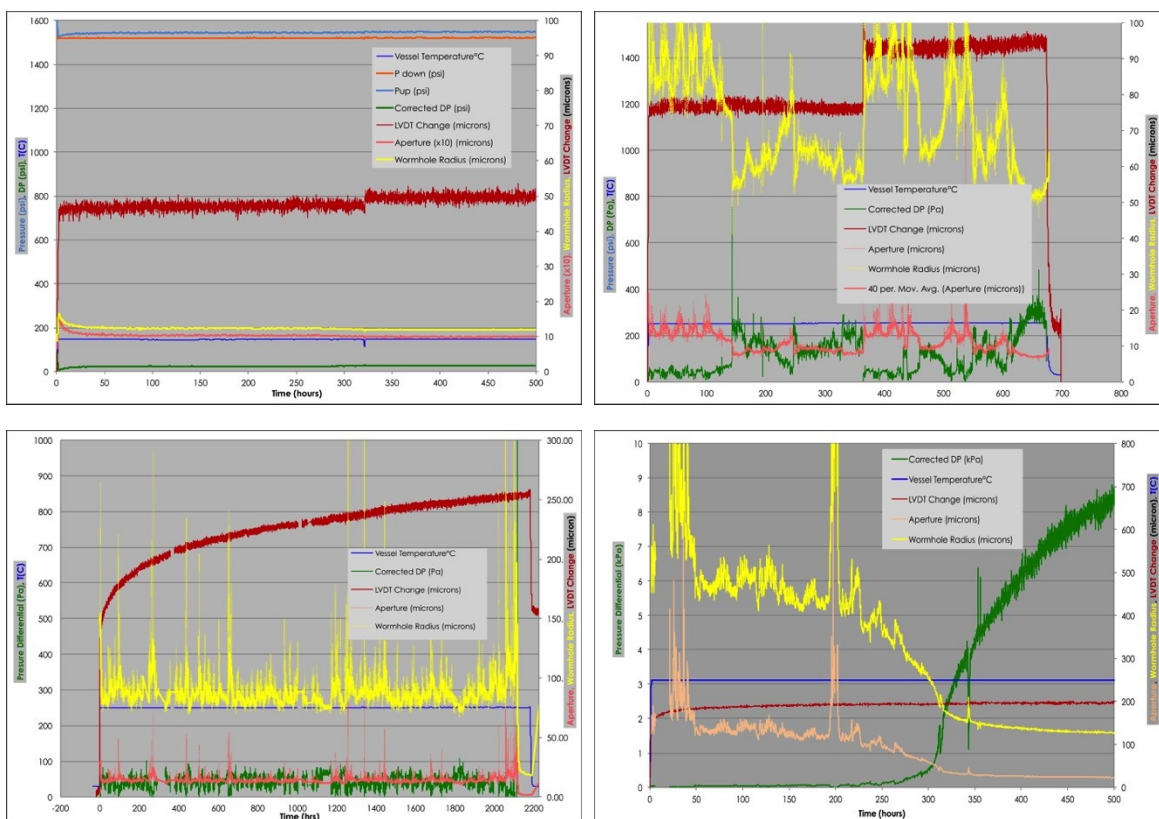 1600
1400
1200
1000
800
600
400
200
0
100
90
80
70
60
50
40
30
20
10
0
0 50 100 150 200 250 300 350 400 450 500
Time (hours)
Pressure (psi), DP (psi), T(C)
Aperture (x10) (microns), Wormhole Radius, LVDT Change (microns)
Vessel Temperature°C
P down (psi)
Pup (psi)
Corrected DP (psi)
LVDT Change (microns)
Aperture (x10) (microns)
Wormhole Radius (microns)
1400
1200
1000
800
600
400
200
0
100
90
80
70
60
50
40
30
20
10
0
0 100 200 300 400 500 600 700 800
Time (hours)
Pressure (psi), DP (Pa), T(C)
Aperture, Wormhole Radius, LVDT Change (microns)
Vessel Temperature°C
Corrected DP (Pa)
LVDT Change (microns)
Aperture (microns)
Wormhole Radius (microns)
40 per. Mov. Avg. (Aperture (microns))
1000
900
800
700
600
500
400
300
200
100
0
300.00
250.00
200.00
150.00
100.00
50.00
0.00
-200 0 200 400 600 800 1000 1200 1400 1600 1800 2000 2200
Time (hrs)
Presure Differential (Pa), T(C)
Aperture, Wormhole Radius, LVDT Change (micron)
Vessel Temperature°C
Corrected DP (Pa)
LVDT Change (microns)
Aperture (microns)
Wormhole Radius (microns)
10
9
8
7
6
5
4
3
2
1
0
800
700
600
500
400
300
200
100
0
0 50 100 150 200 250 300 350 400 450 500
Time (hours)
Pressure Differential (kPa)
Aperture, Wormhole Radius, LVDT Change (micron), T(C)
Corrected DP (kPa)
Vessel Temperature°C
LVDT Change (microns)
Aperture (microns)
Wormhole Radius (microns)